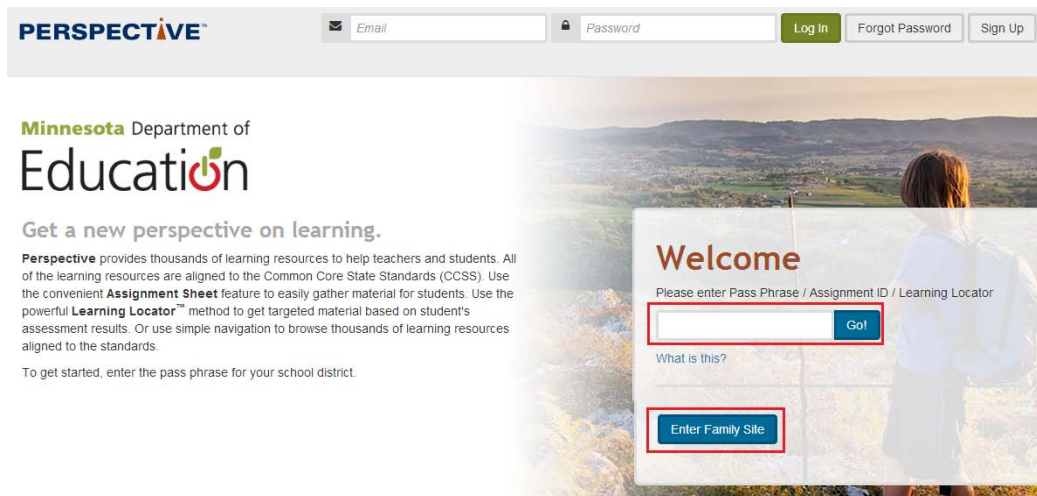 PERSPECTIVE™
Email
Password
Log In
Forgot Password
Sign Up
Minnesota Department of
Education
Get a new perspective on learning.
Perspective provides thousands of learning resources to help teachers and students. All
of the learning resources are aligned to the Common Core State Standards (CCSS). Use
the convenient Assignment Sheet feature to easily gather material for students. Use the
powerful Learning Locator™ method to get targeted material based on student's
assessment results. Or use simple navigation to browse thousands of learning resources
aligned to the standards.
To get started, enter the pass phrase for your school district.
Welcome
Please enter Pass Phrase / Assignment ID / Learning Locator
Go!
What is this?
Enter Family Site